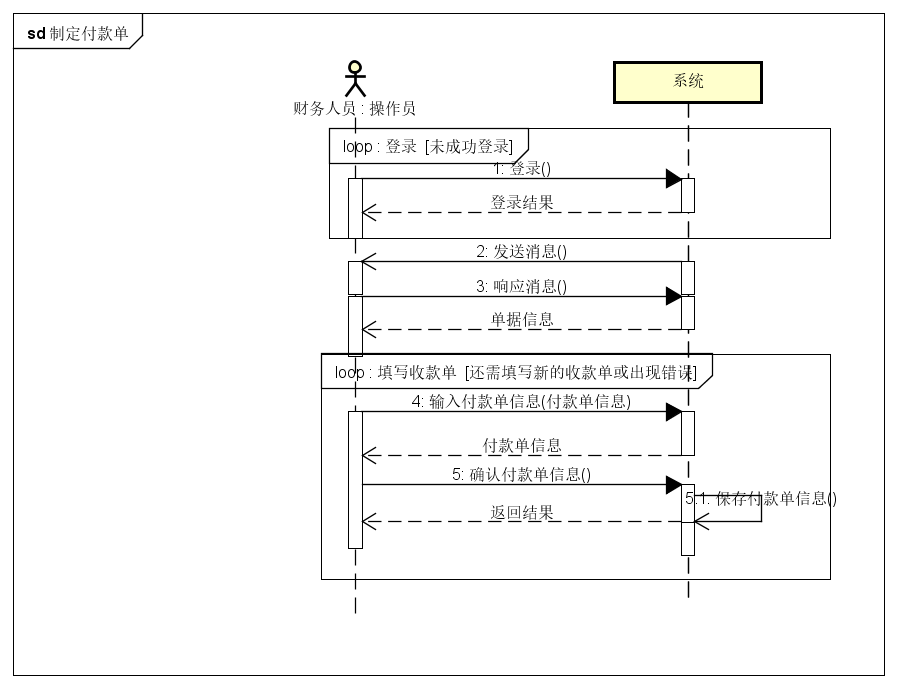 sd 制定付款单
财务人员 : 操作员
系统
loop : 登录 [未成功登录]
1: 登录()
登录结果
2: 发送消息()
3: 响应消息()
单据信息
loop : 填写收款单 [还需填写新的收款单或出现错误]
4: 输入付款单信息(付款单信息)
付款单信息
5: 确认付款单信息()
5.1: 保存付款单信息()
返回结果